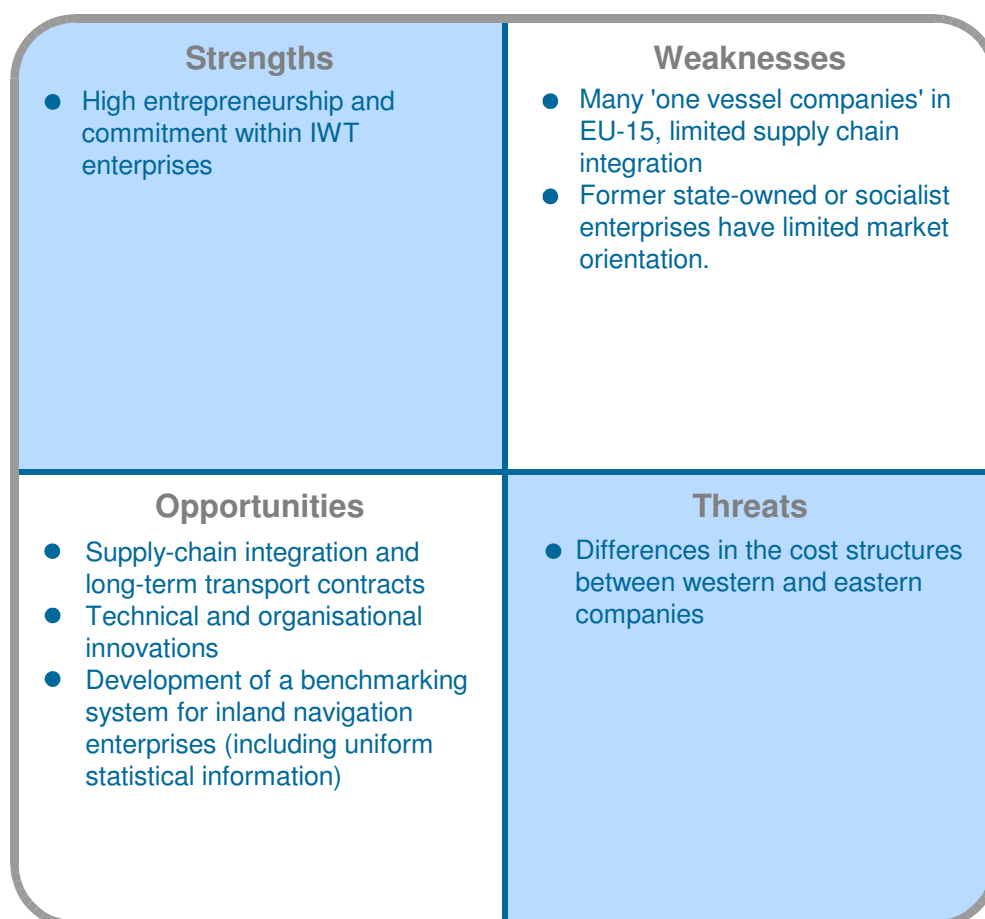 Strengths
● High entrepreneurship and
commitment within IWT
enterprises
Weaknesses
● Many 'one vessel companies' in
EU-15, limited supply chain
integration
● Former state-owned or socialist
enterprises have limited market
orientation.
Opportunities
● Supply-chain integration and
long-term transport contracts
● Technical and organisational
innovations
● Development of a benchmarking
system for inland navigation
enterprises (including uniform
statistical information)
Threats
● Differences in the cost structures
between western and eastern
companies